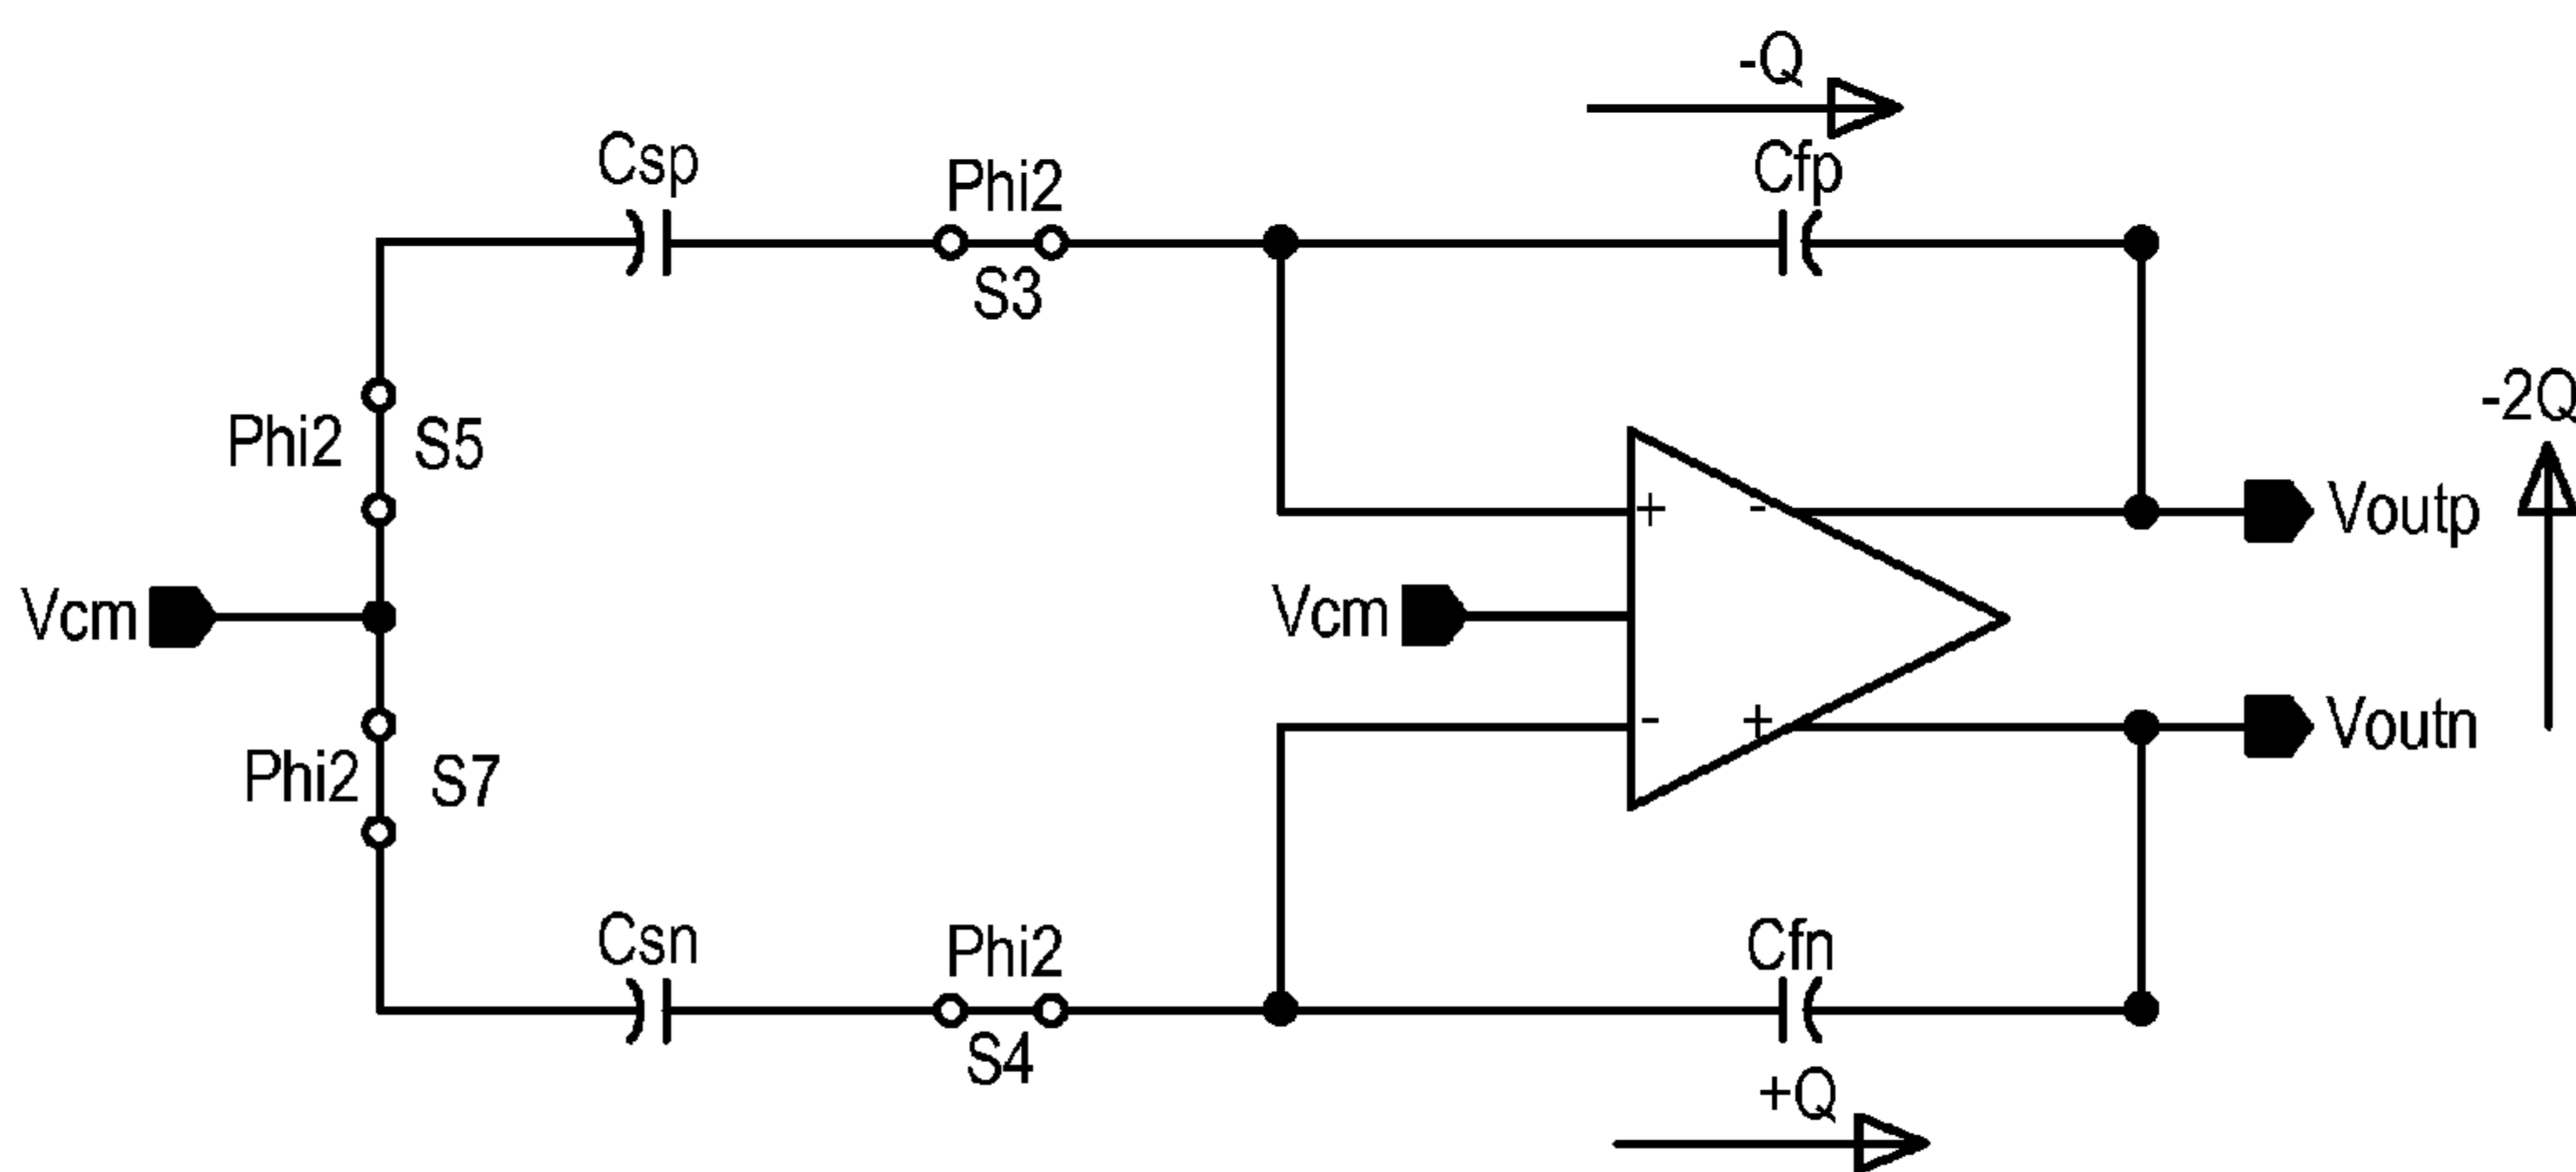 -Q
Csp
Phi2
Cfp
S3
-2Q
Phi2
S5
+
-
Voutp
Vcm
Vcm
-
+
Voutn
Phi2
S7
Csn
Phi2
Cfn
S4
+Q